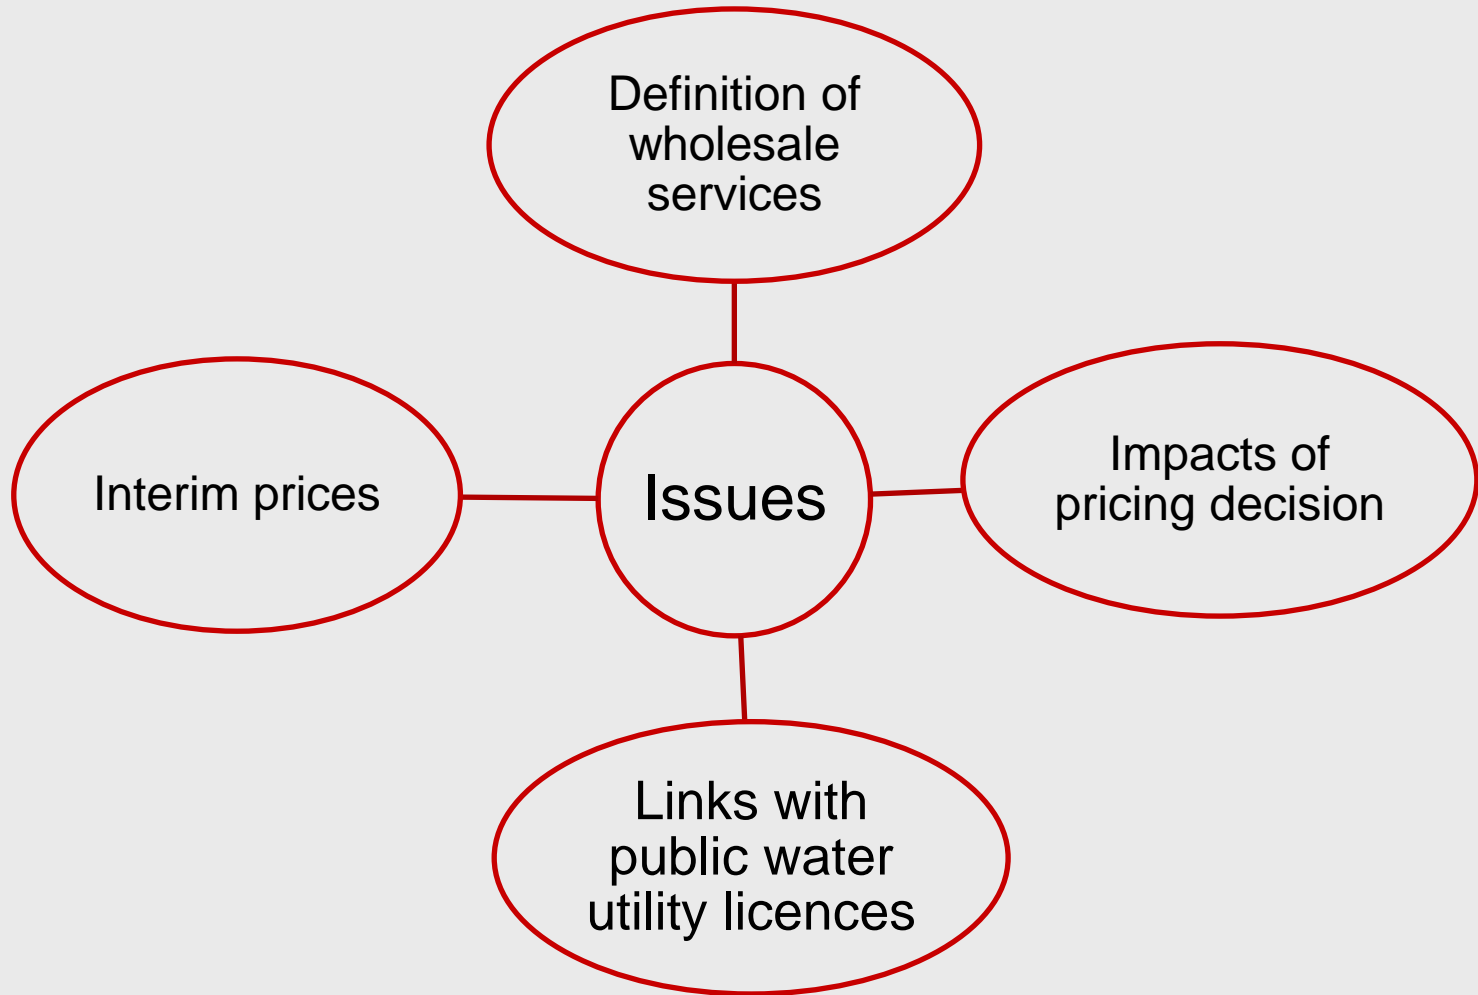 Definition of
wholesale
services
Interim prices
Issues
Impacts of
pricing decision
Links with
public water
utility licences